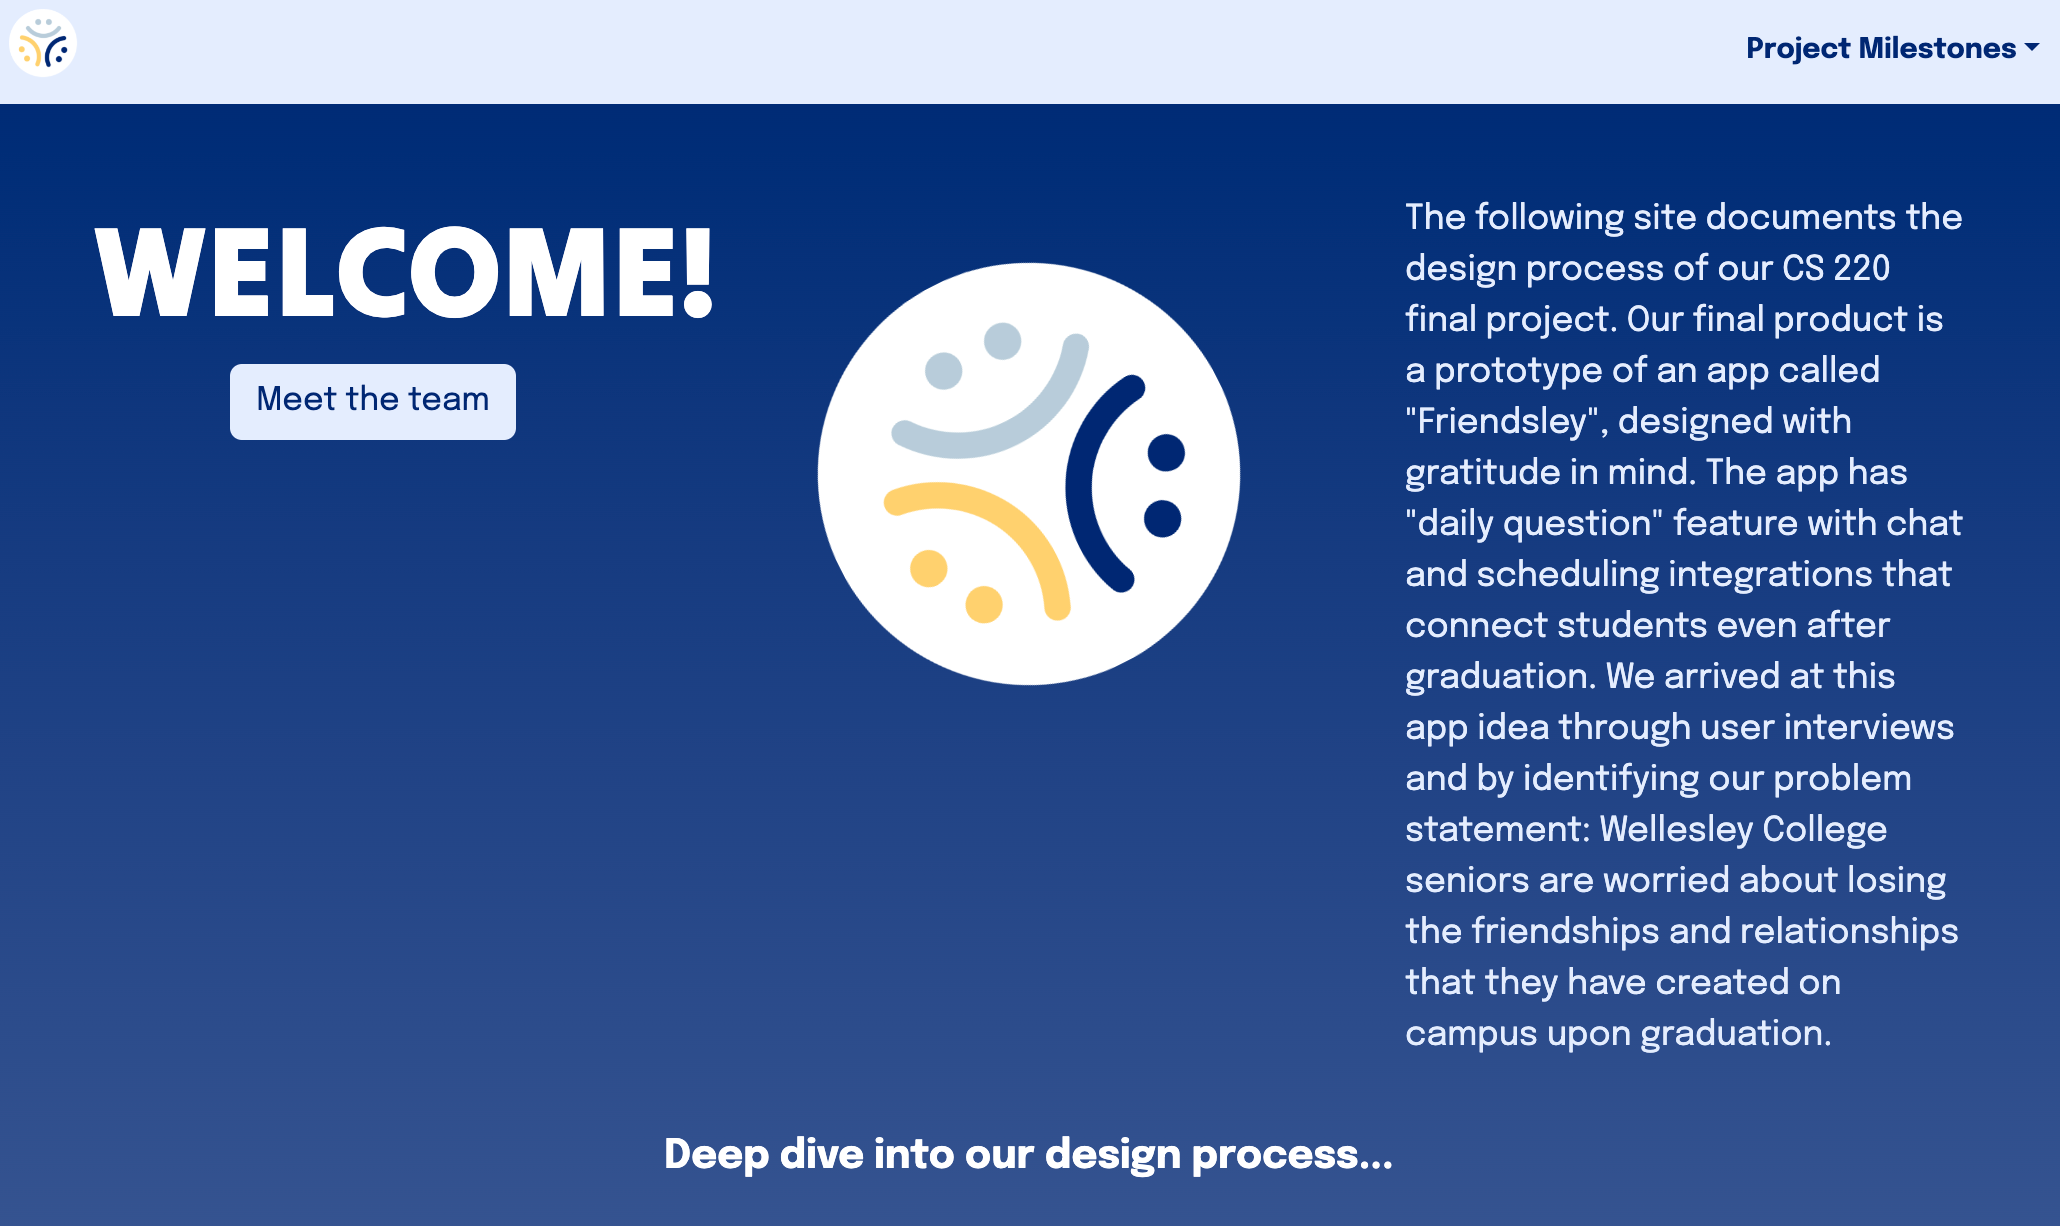 Project Milestones
WELCOME!
Meet the team
The following site documents the
design process of our CS 220
final project. Our final product is
a prototype of an app called
"Friendsley", designed with
gratitude in mind. The app has
"daily question" feature with chat
and scheduling integrations that
connect students even after
graduation. We arrived at this
app idea through user interviews
and by identifying our problem
statement: Wellesley College
seniors are worried about losing
the friendships and relationships
that they have created on
campus upon graduation.
Deep dive into our design process...